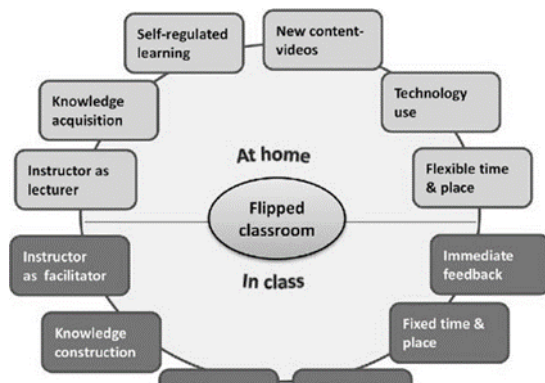 Self-regulated
learning
New content-
videos
Knowledge
acquisition
Technology
use
At home
Instructor as
lecturer
Flexible time
& place
Flipped
classroom
Instructor
as facilitator
In class
Immediate
feedback
Knowledge
construction
Fixed time &
place